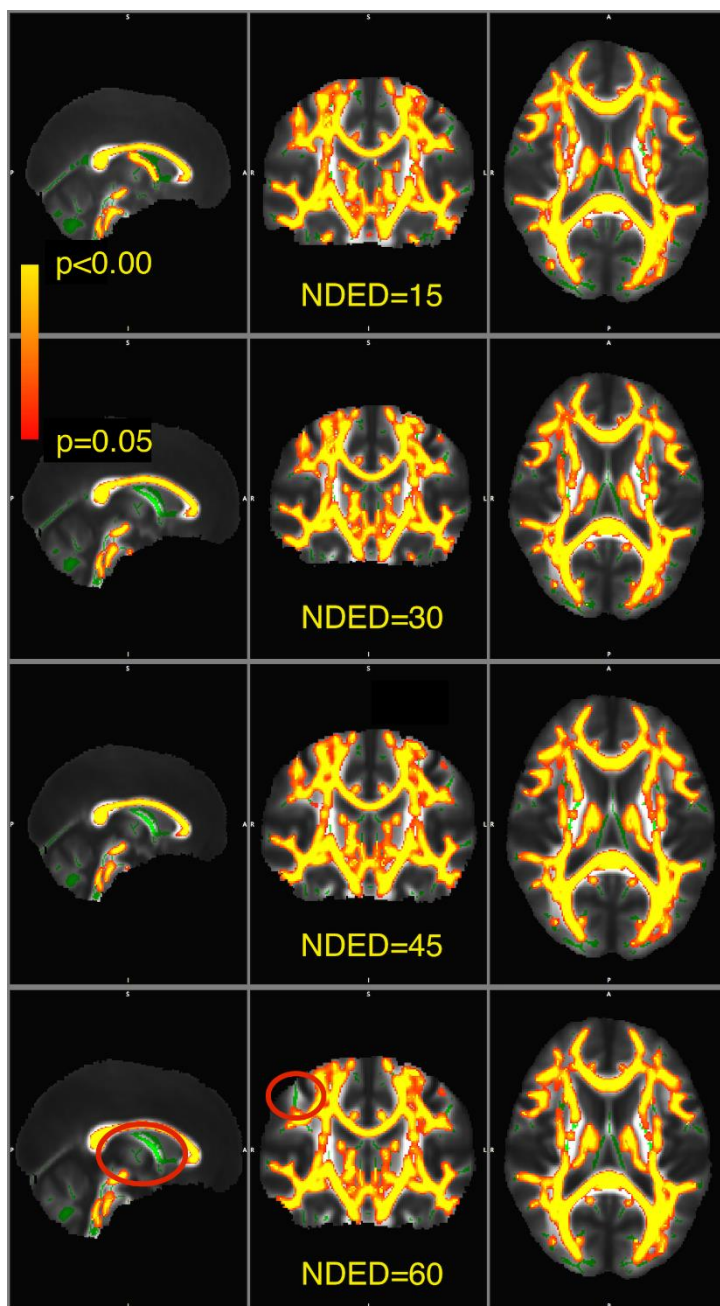 S S A
P A R L
p<0.00
NDED=15
I I P
S S A
p=0.05
P A R L
NDED=30
I I P
S S A
P A R L
NDED=45
I I P
S S A
P A R L
NDED=60
I I P